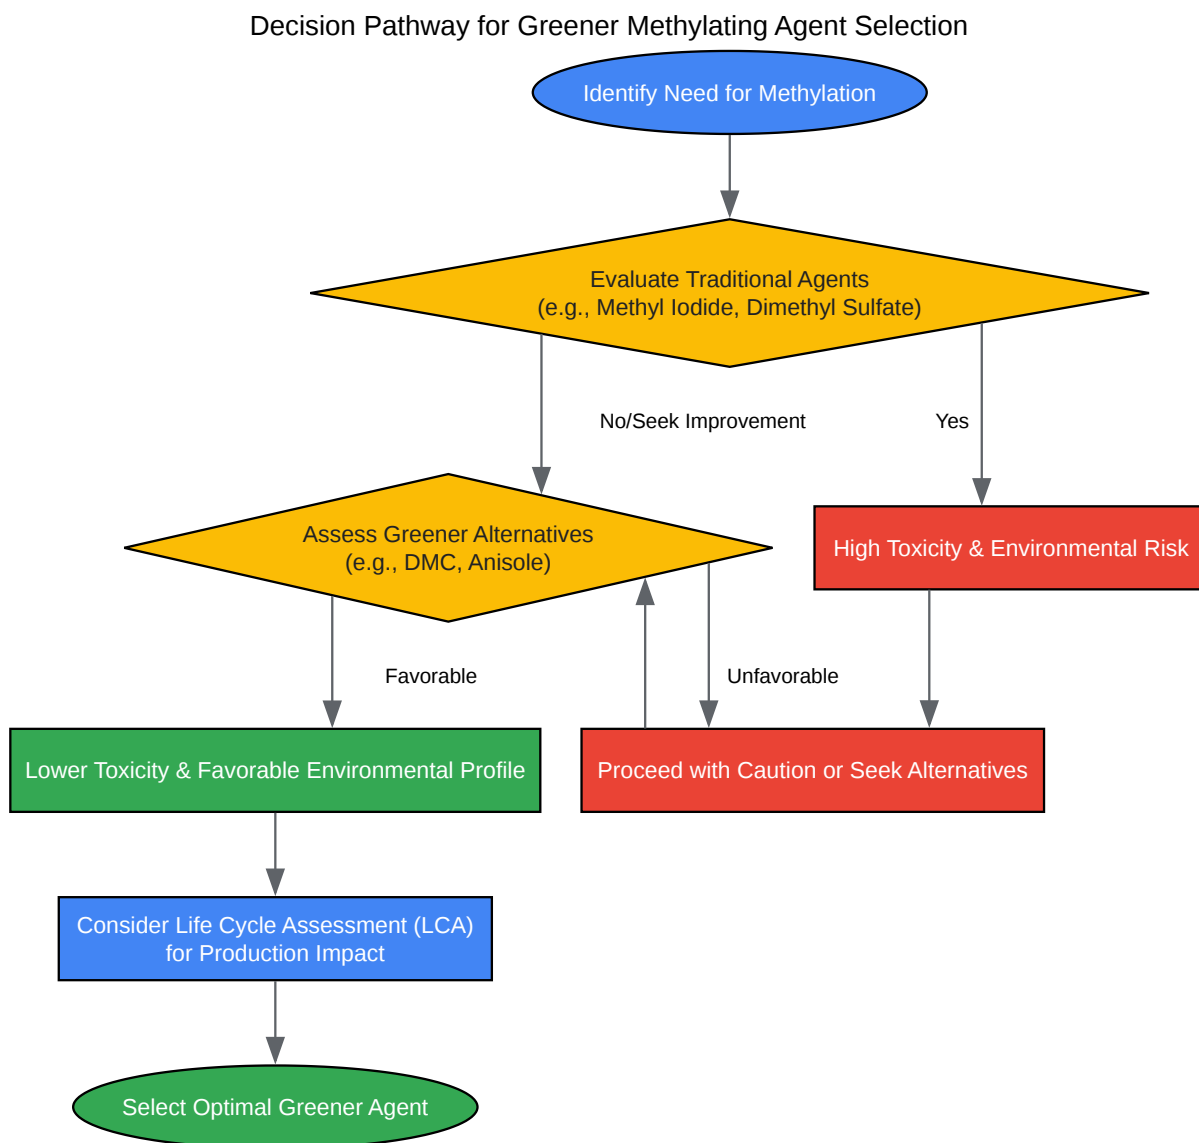 Decision Pathway for Greener Methylating Agent Selection
Identify Need for Methylation
Evaluate Traditional Agents
(e.g., Methyl Iodide, Dimethyl Sulfate)
No/Seek Improvement
Yes
Assess Greener Alternatives
(e.g., DMC, Anisole)
High Toxicity & Environmental Risk
Favorable
Unfavorable
Lower Toxicity & Favorable Environmental Profile
Proceed with Caution or Seek Alternatives
Consider Life Cycle Assessment (LCA)
for Production Impact
Select Optimal Greener Agent